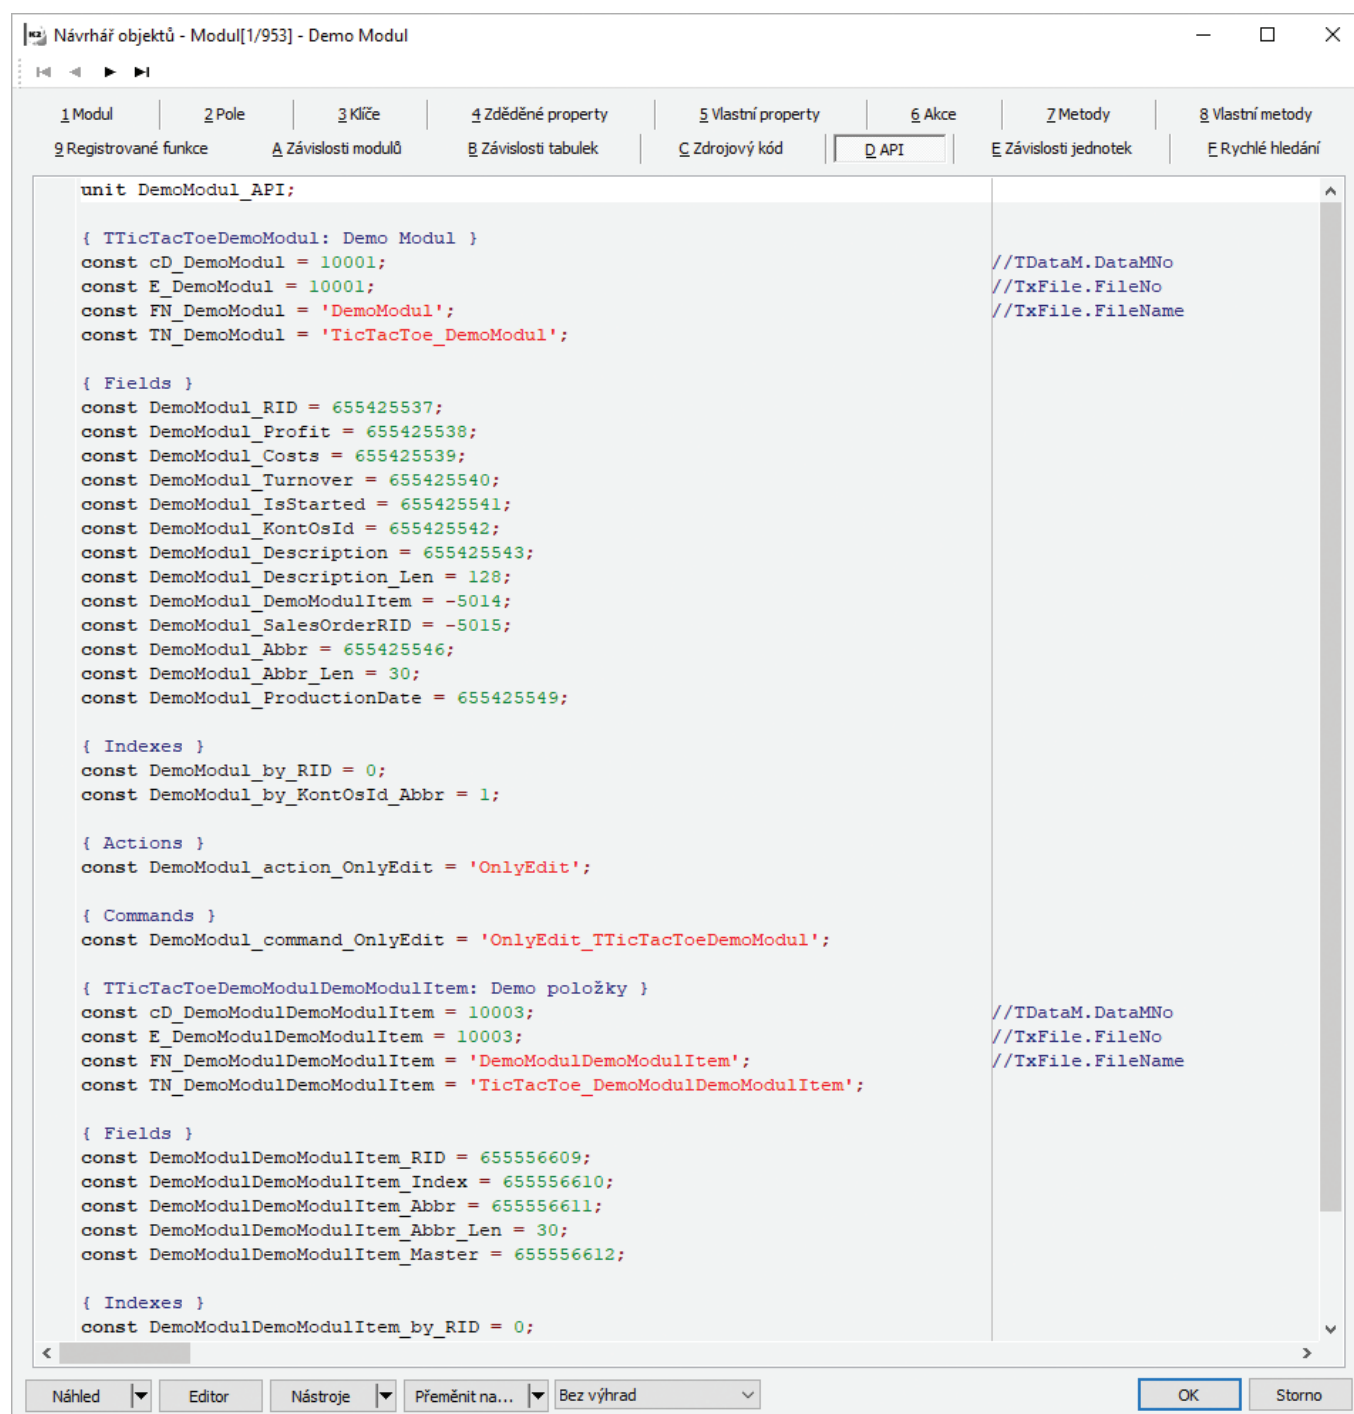 K2 Návrhář objektů - Modul[1/953] - Demo Modul
1 Modul 2 Pole 3 Klíče 4 Zděděné property 5 Vlastní property 6 Akce 7 Metody 8 Vlastní metody
9 Registrované funkce A Závislosti modulů B Závislosti tabulek C Zdrojový kód D API E Závislosti jednotek F Rychlé hledání
unit DemoModul_API;
{ TTicTacToeDemoModul: Demo Modul }
const cD_DemoModul = 10001; //TDataM.DataMNo
const E_DemoModul = 10001; //TxFile.FileNo
const FN_DemoModul = 'DemoModul'; //TxFile.FileName
const TN_DemoModul = 'TicTacToe_DemoModul';
{ Fields }
const DemoModul_RID = 655425537;
const DemoModul_Profit = 655425538;
const DemoModul_Costs = 655425539;
const DemoModul_Turnover = 655425540;
const DemoModul_IsStarted = 655425541;
const DemoModul_KontOsId = 655425542;
const DemoModul_Description = 655425543;
const DemoModul_Description_Len = 128;
const DemoModul_DemoModulItem = -5014;
const DemoModul_SalesOrderRID = -5015;
const DemoModul_Abbr = 655425546;
const DemoModul_Abbr_Len = 30;
const DemoModul_ProductionDate = 655425549;
{ Indexes }
const DemoModul_by_RID = 0;
const DemoModul_by_KontOsId_Abbr = 1;
{ Actions }
const DemoModul_action_OnlyEdit = 'OnlyEdit';
{ Commands }
const DemoModul_command_OnlyEdit = 'OnlyEdit_TTicTacToeDemoModul';
{ TTicTacToeDemoModulDemoModulItem: Demo položky }
const cD_DemoModulDemoModulItem = 10003; //TDataM.DataMNo
const E_DemoModulDemoModulItem = 10003; //TxFile.FileNo
const FN_DemoModulDemoModulItem = 'DemoModulDemoModulItem'; //TxFile.FileName
const TN_DemoModulDemoModulItem = 'TicTacToe_DemoModulDemoModulItem';
{ Fields }
const DemoModulDemoModulItem_RID = 655556609;
const DemoModulDemoModulItem_Index = 655556610;
const DemoModulDemoModulItem_Abbr = 655556611;
const DemoModulDemoModulItem_Abbr_Len = 30;
const DemoModulDemoModulItem_Master = 655556612;
{ Indexes }
const DemoModulDemoModulItem_by_RID = 0;
Náhled Editor Nástroje Přeměnit na... Bez výhrad OK Storno